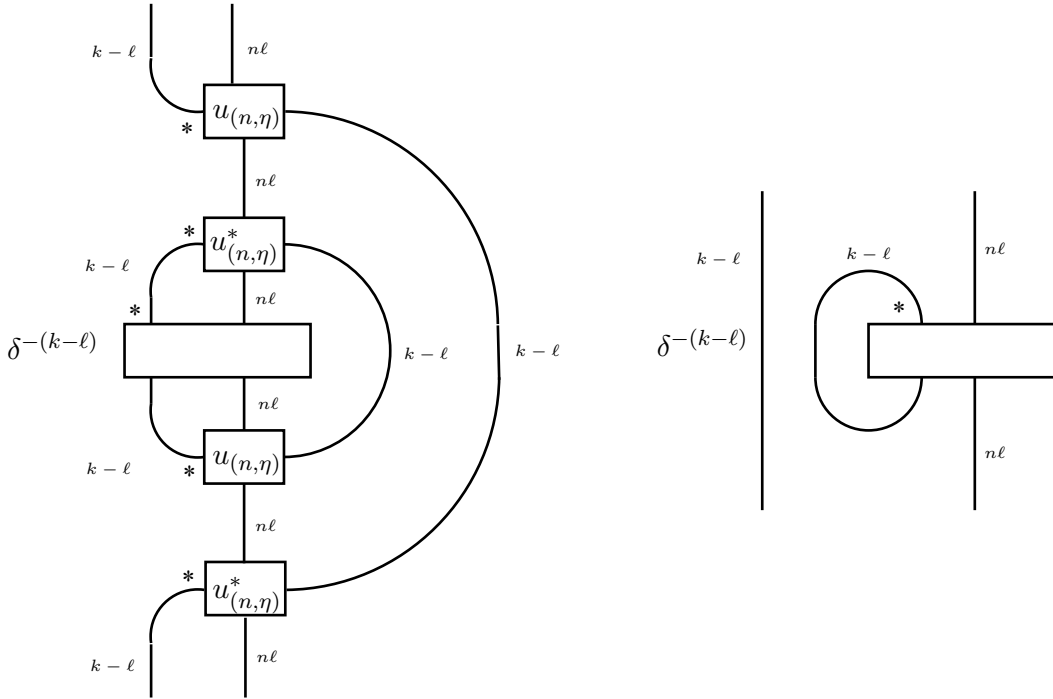 k − ℓ
nℓ
u_{(n,η)}
*
nℓ
*
u^*_{(n,η)}
k − ℓ
nℓ
*
δ^{−(k−ℓ)}
k − ℓ
k − ℓ
nℓ
k − ℓ
*
u_{(n,η)}
nℓ
*
u^*_{(n,η)}
k − ℓ
nℓ
k − ℓ
k − ℓ
nℓ
*
δ^{−(k−ℓ)}
nℓ